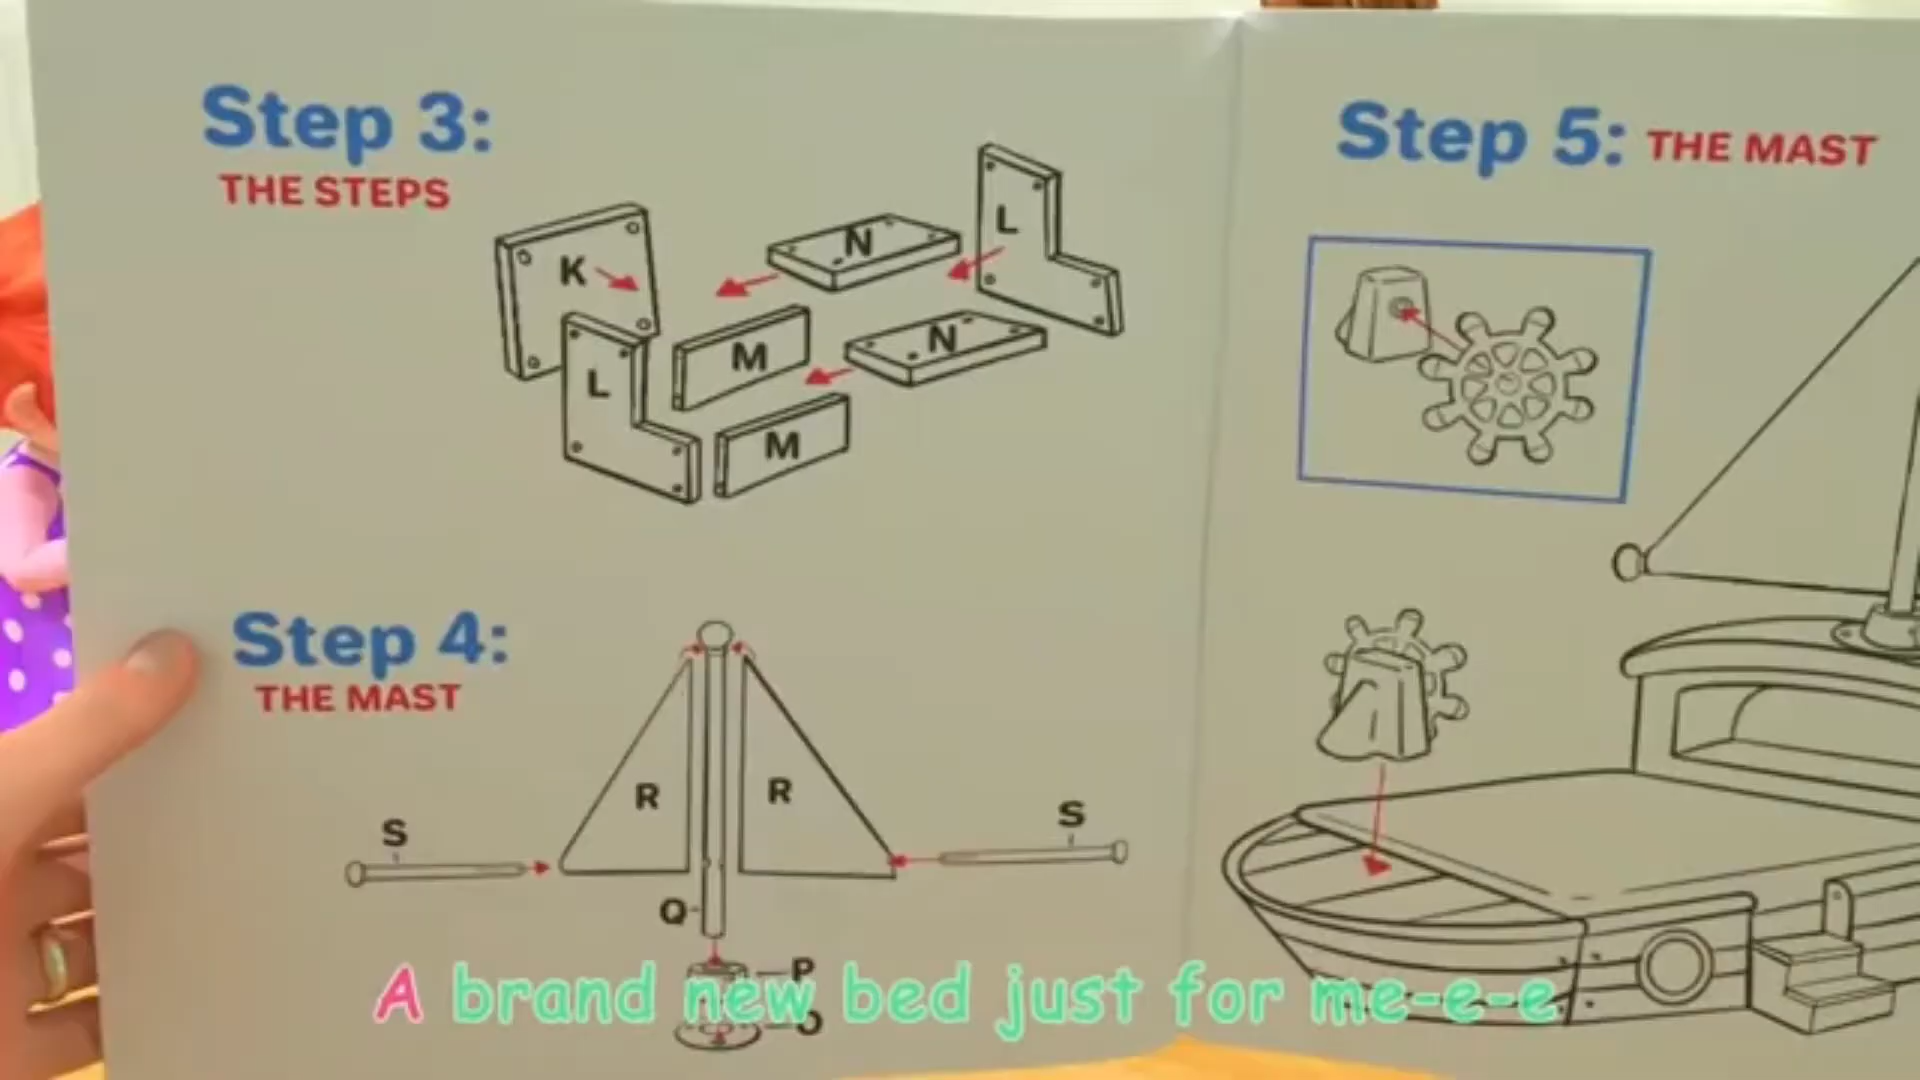 Step 3:
THE STEPS
K
N
L
L
M
N
M
Step 4:
THE MAST
R
R
S
S
Q
P
O
Step 5: THE MAST
A brand new bed just for me-e-e